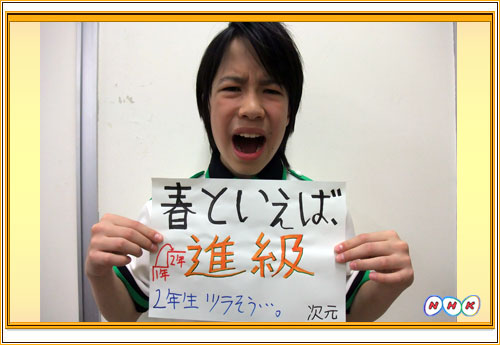 春といえば、
1年 2年 進級
2年生 ツラそう…。
次元
NHK